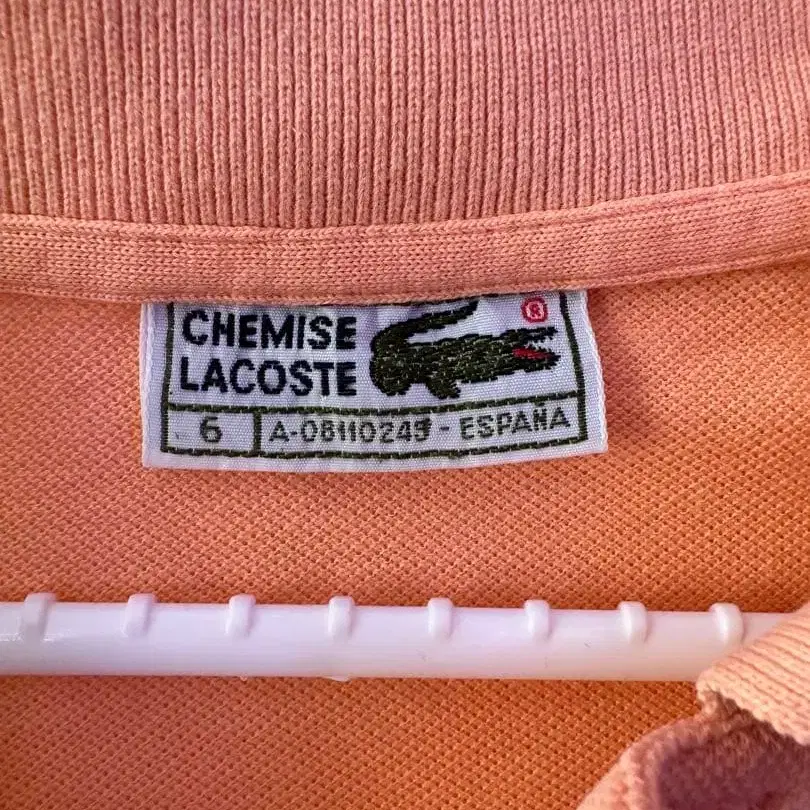 CHEMISE
LACOSTE
®
6 A-08110245 - ESPAÑA